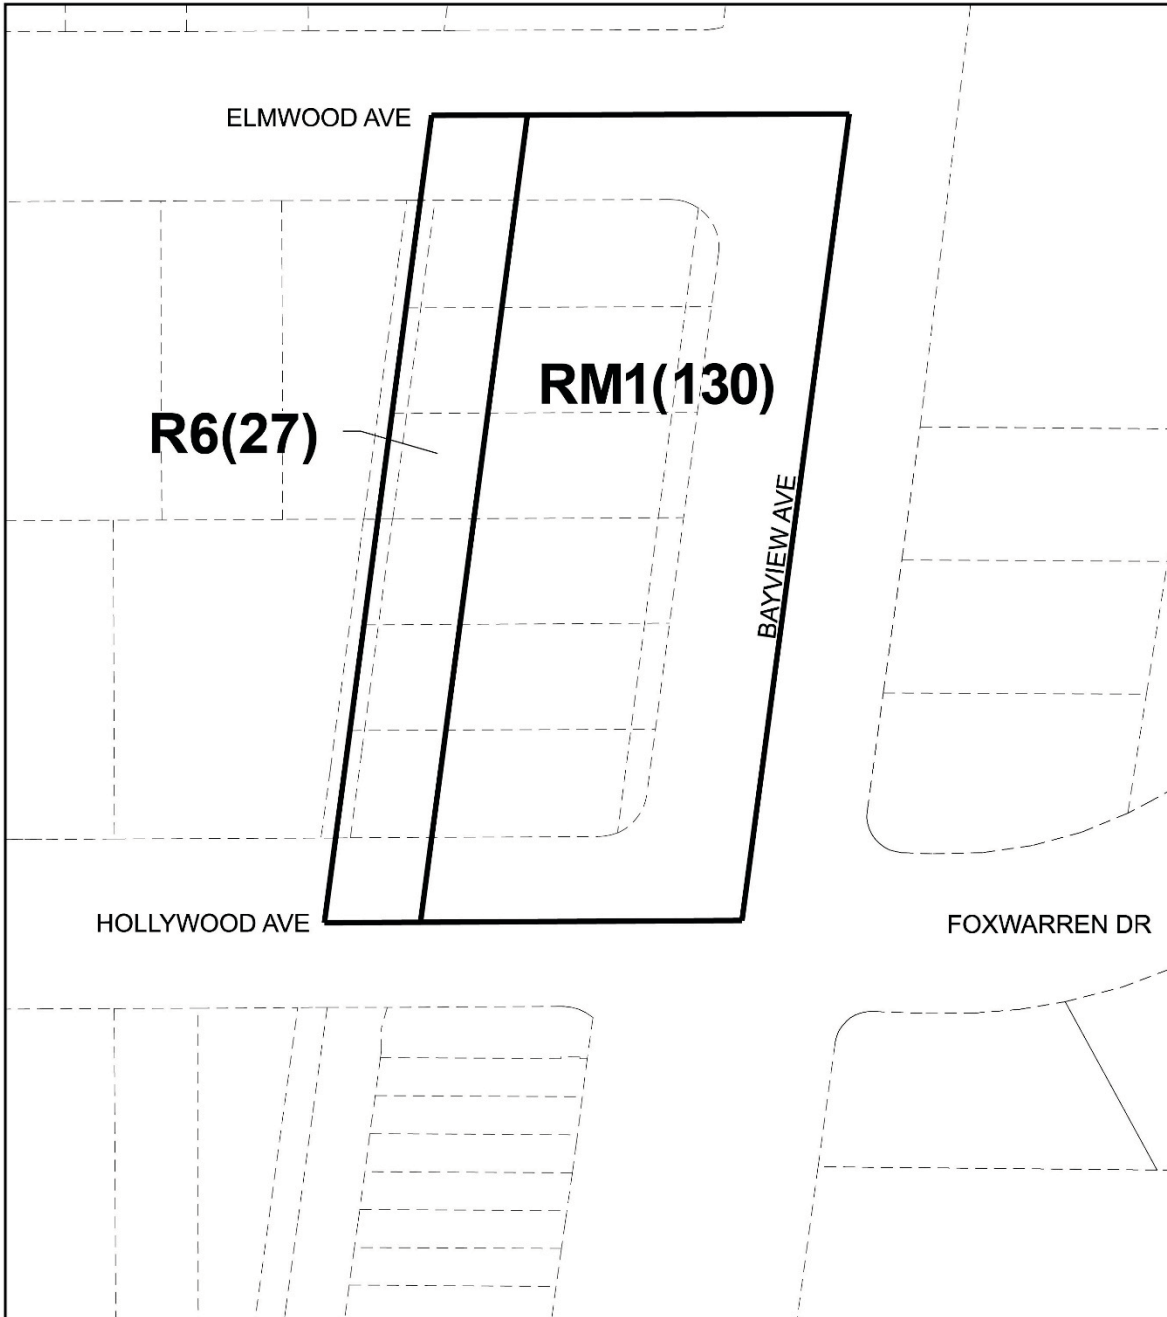 ELMWOOD AVE
RM1(130)
R6(27)
BAYVIEW AVE
HOLLYWOOD AVE
FOXWARREN DR